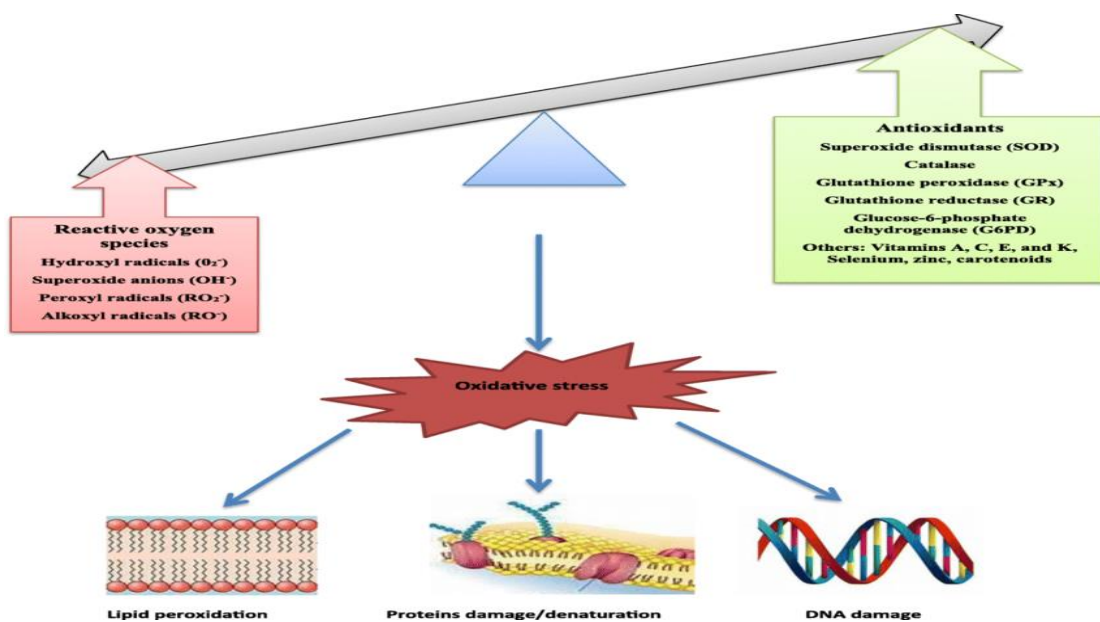 Reactive oxygen
species
Hydroxyl radicals (0₂⁻)
Superoxide anions (OH⁻)
Peroxyl radicals (RO₂⁻)
Alkoxyl radicals (RO⁻)
Antioxidants
Superoxide dismutase (SOD)
Catalase
Glutathione peroxidase (GPx)
Glutathione reductase (GR)
Glucose-6-phosphate
dehydrogenase (G6PD)
Others: Vitamins A, C, E, and K,
Selenium, zinc, carotenoids
Oxidative stress
Lipid peroxidation
Proteins damage/denaturation
DNA damage